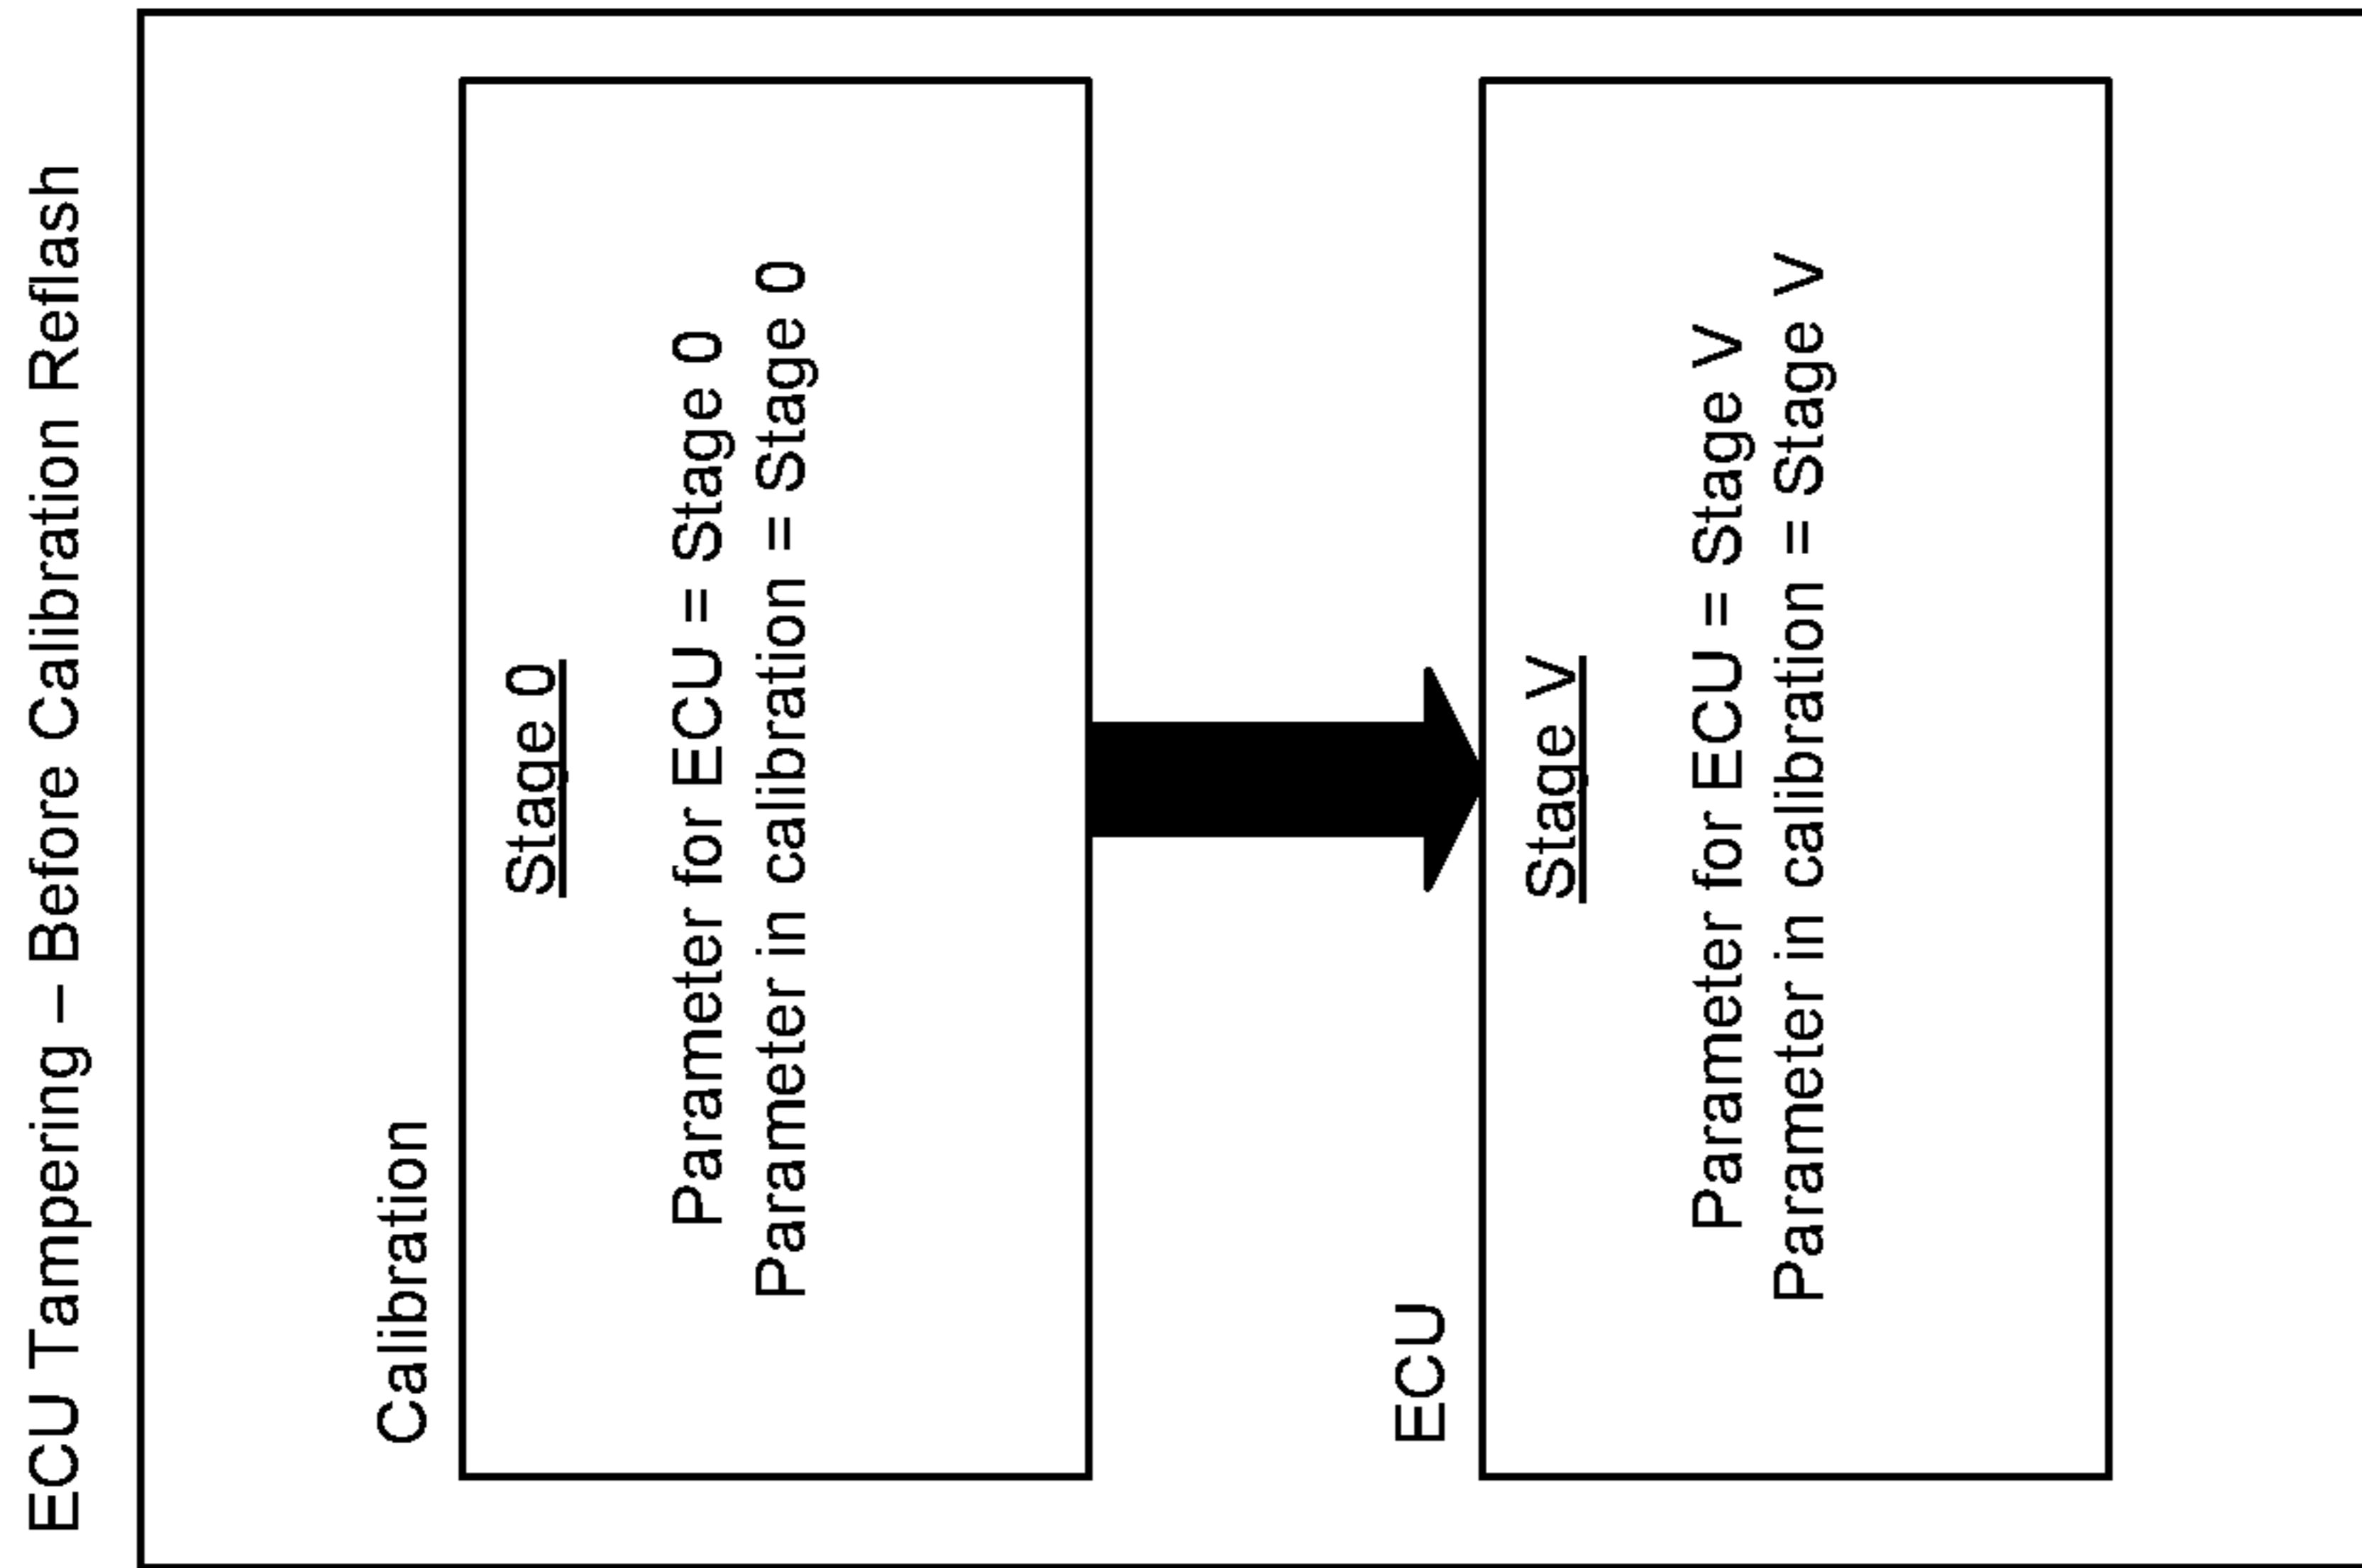 ECU Tampering – Before Calibration Reflash
Calibration
Stage 0
Parameter for ECU = Stage 0
Parameter in calibration = Stage 0
ECU
Stage V
Parameter for ECU = Stage V
Parameter in calibration = Stage V